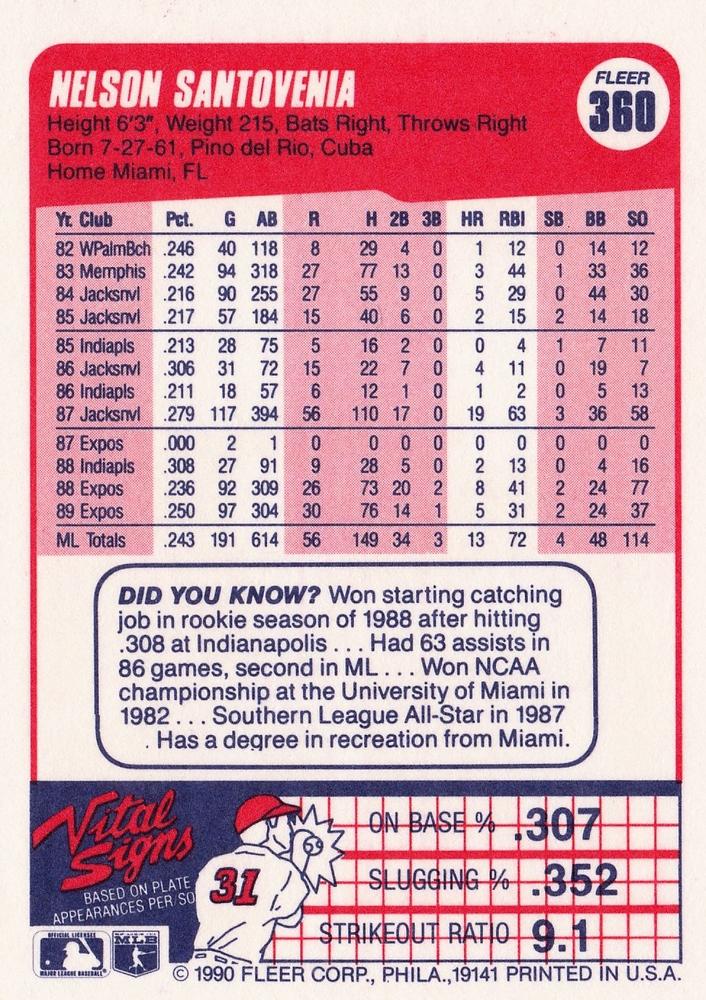 NELSON SANTOVENIA
FLEER
360
Height 6'3", Weight 215, Bats Right, Throws Right
Born 7-27-61, Pino del Rio, Cuba
Home Miami, FL
Yr. Club Pct. G AB R H 2B 3B HR RBI SB BB SO
82 WPalmBch .246 40 118 8 29 4 0 1 12 0 14 12
83 Memphis .242 94 318 27 77 13 0 3 44 1 33 36
84 Jacksnvl .216 90 255 27 55 9 0 5 29 0 44 30
85 Jacksnvl .217 57 184 15 40 6 0 2 15 2 14 18
85 Indiapls .213 28 75 5 16 2 0 0 4 1 7 11
86 Jacksnvl .306 31 72 15 22 7 0 4 11 0 19 7
86 Indiapls .211 18 57 6 12 1 0 1 2 0 5 13
87 Jacksnvl .279 117 394 56 110 17 0 19 63 3 36 58
87 Expos .000 2 1 0 0 0 0 0 0 0 0 0
88 Indiapls .308 27 91 9 28 5 0 2 13 0 4 16
88 Expos .236 92 309 26 73 20 2 8 41 2 24 77
89 Expos .250 97 304 30 76 14 1 5 31 2 24 37
ML Totals .243 191 614 56 149 34 3 13 72 4 48 114
DID YOU KNOW? Won starting catching
job in rookie season of 1988 after hitting
.308 at Indianapolis . . . Had 63 assists in
86 games, second in ML . . . Won NCAA
championship at the University of Miami in
1982 . . . Southern League All-Star in 1987
. Has a degree in recreation from Miami.
Vital
Signs
BASED ON PLATE
APPEARANCES PER/SO
31
ON BASE % .307
SLUGGING % .352
STRIKEOUT RATIO 9.1
OFFICIAL LICENSEE
MAJOR LEAGUE BASEBALL
MLB
© 1990 FLEER CORP., PHILA.,19141 PRINTED IN U.S.A.